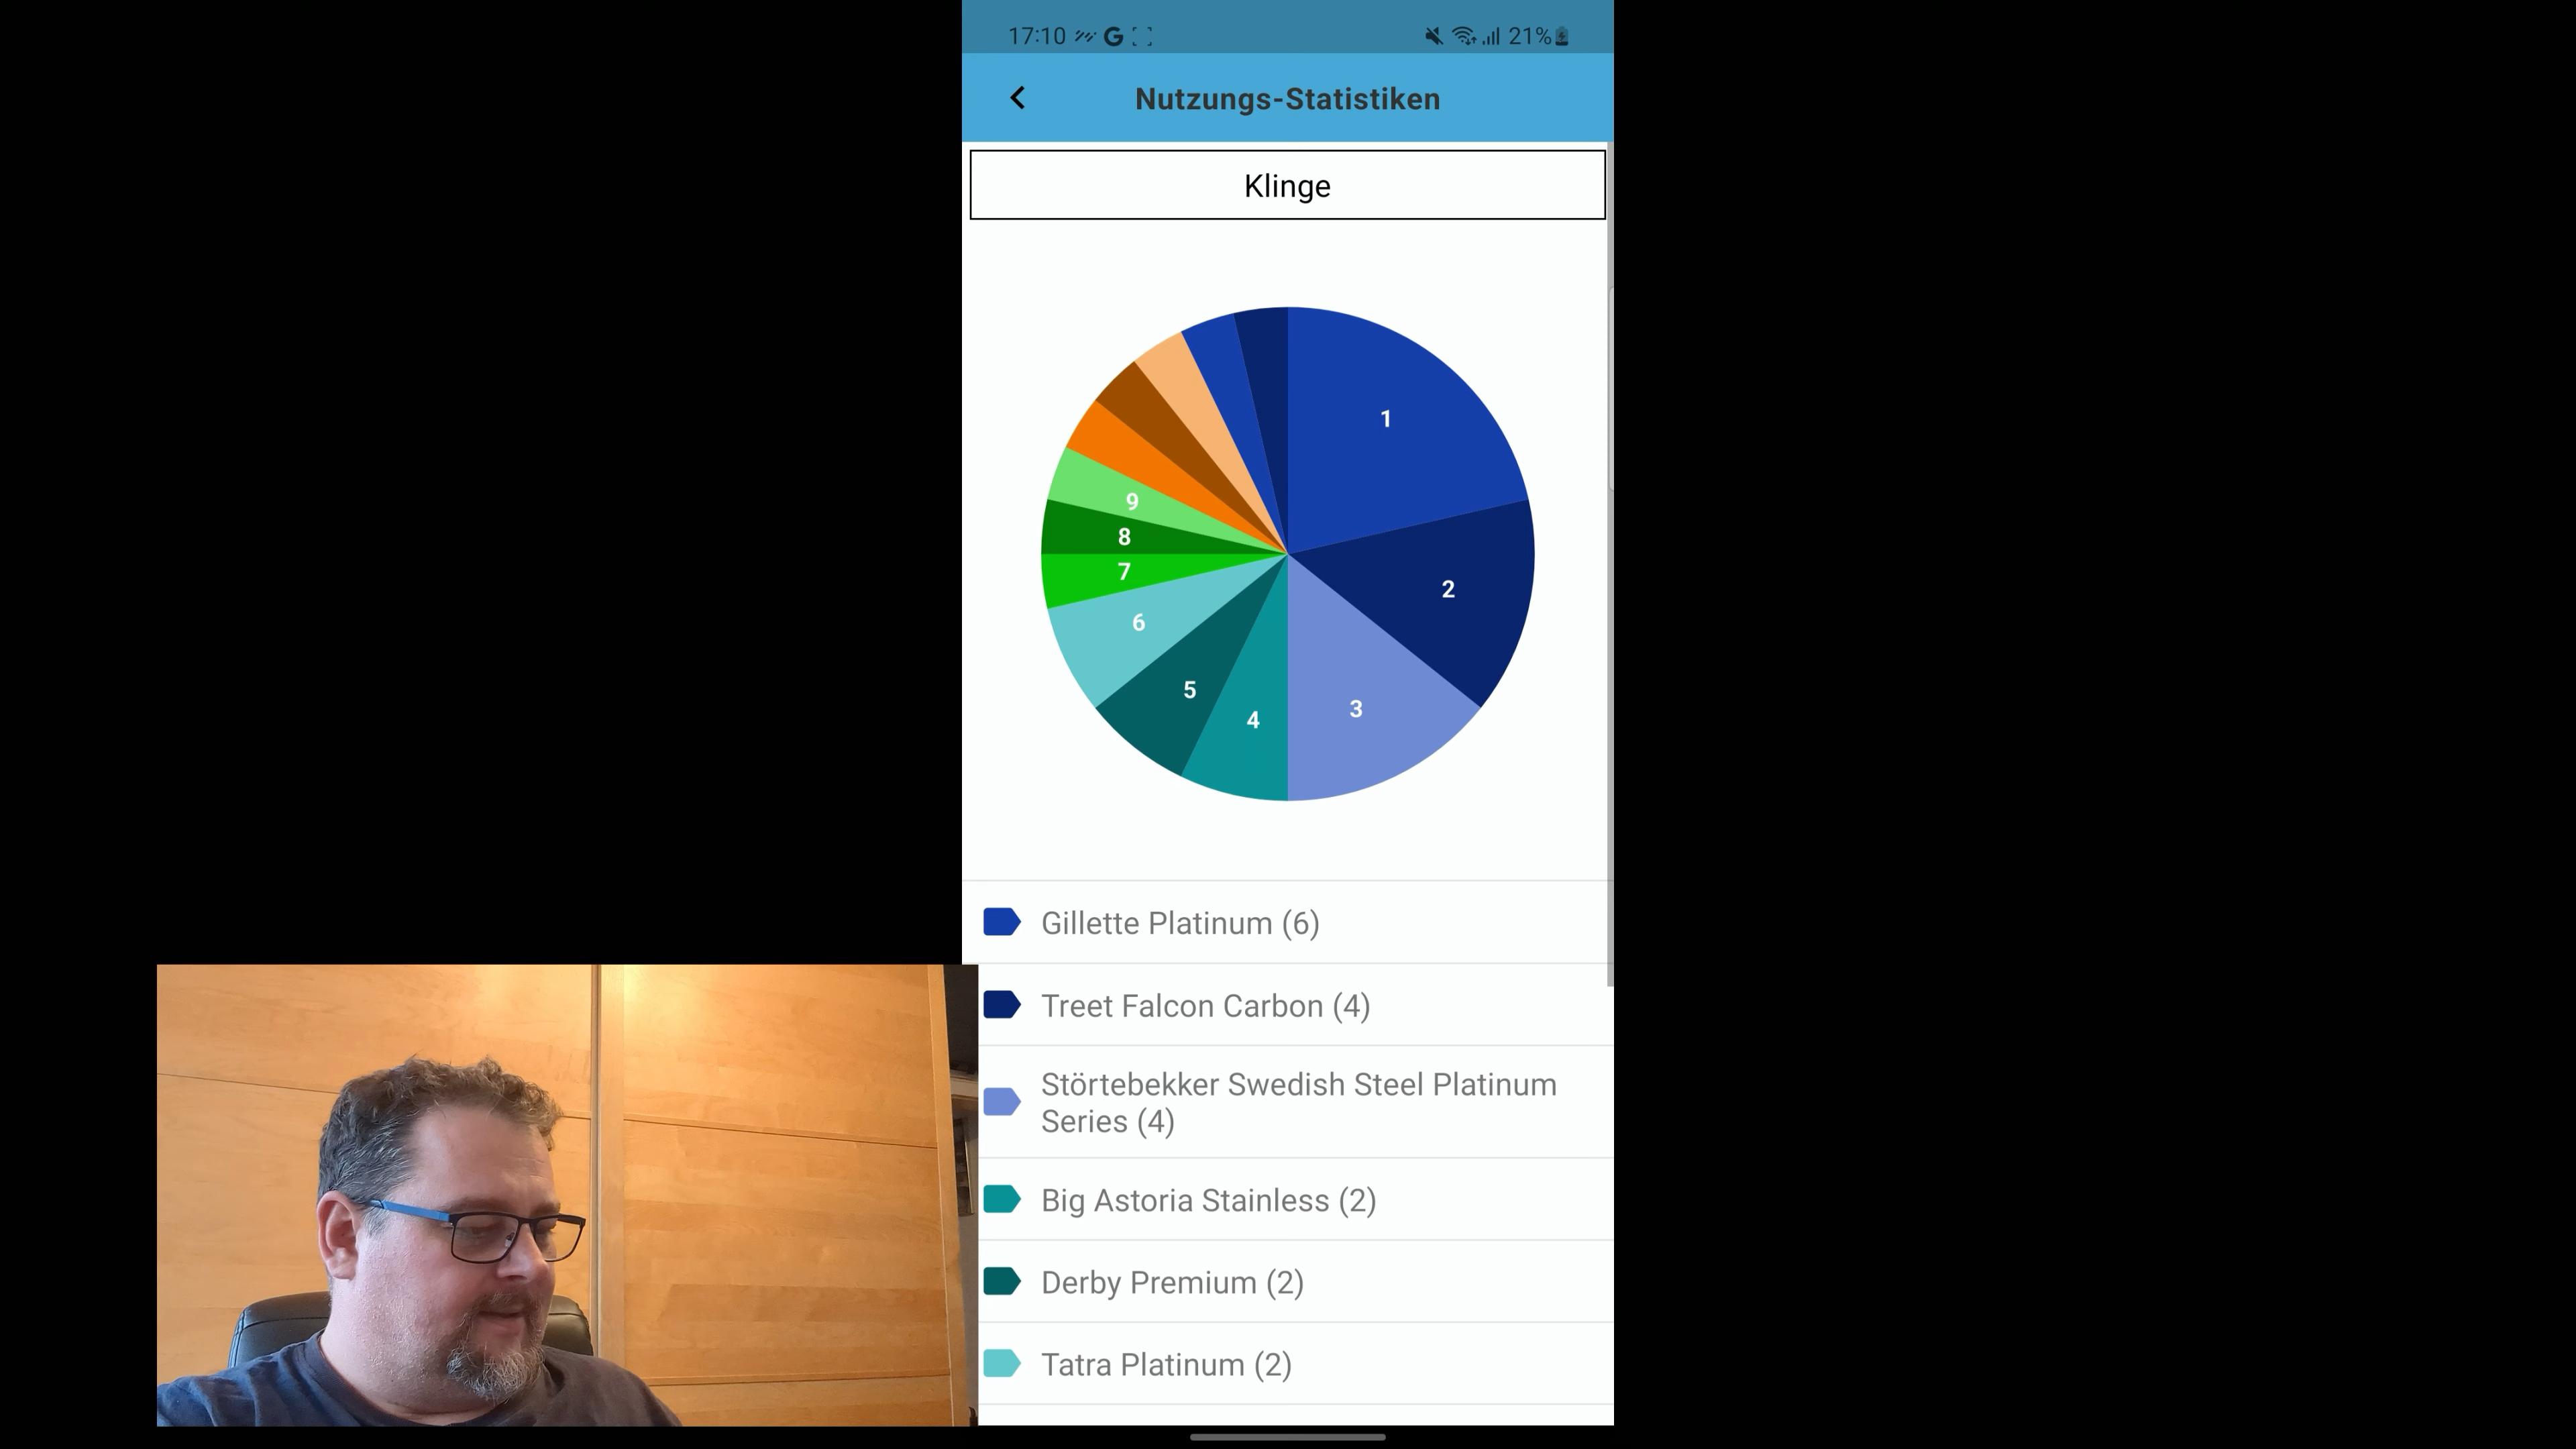 17:10 G 21%
Nutzungs-Statistiken
Klinge
1
2
3
4
5
6
7
8
9
Gillette Platinum (6)
Treet Falcon Carbon (4)
Störtebekker Swedish Steel Platinum
Series (4)
Big Astoria Stainless (2)
Derby Premium (2)
Tatra Platinum (2)